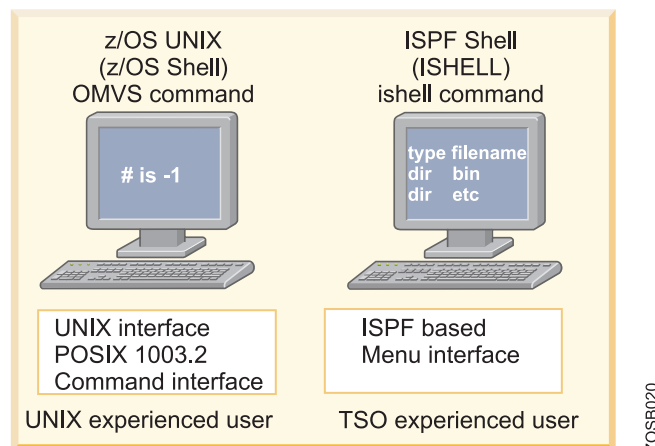 z/OS UNIX
(z/OS Shell)
OMVS command
# is -1
UNIX interface
POSIX 1003.2
Command interface
UNIX experienced user
ISPF Shell
(ISHELL)
ishell command
type filename
dir bin
dir etc
ISPF based
Menu interface
TSO experienced user